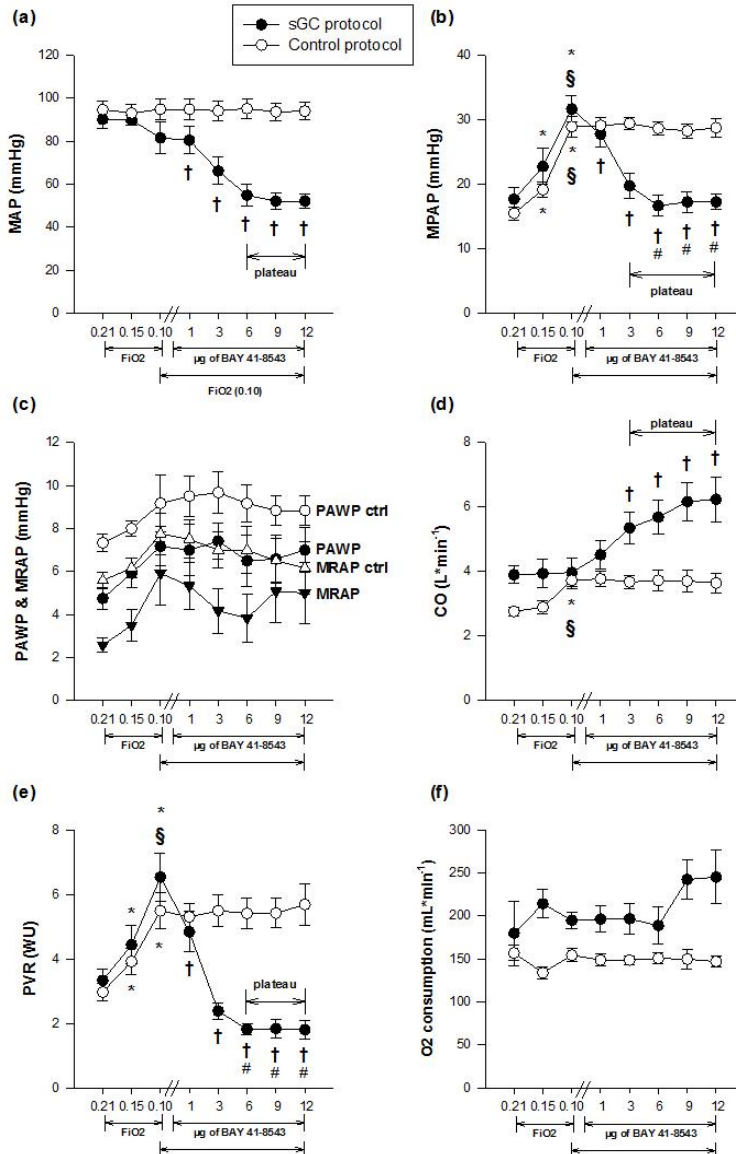 (a)
sGC protocol
Control protocol
(b)
MAP (mmHg)
120
100
80
60
40
20
0
† † † † †
plateau
0.21 0.15 0.10 1 3 6 9 12
FiO2
µg of BAY 41-8543
FiO2 (0.10)
MPAP (mmHg)
40
30
20
10
0
*
§
*
*
*
§
†
† † † †
# # #
plateau
0.21 0.15 0.10 1 3 6 9 12
FiO2
µg of BAY 41-8543
(c)
PAWP & MRAP (mmHg)
12
10
8
6
4
2
0
PAWP ctrl
PAWP
MRAP ctrl
MRAP
0.21 0.15 0.10 1 3 6 9 12
FiO2
µg of BAY 41-8543
(d)
CO (L*min⁻¹)
8
6
4
2
0
plateau
† † † †
*
§
0.21 0.15 0.10 1 3 6 9 12
FiO2
µg of BAY 41-8543
(e)
PVR (WU)
8
6
4
2
0
*
§
*
*
*
†
plateau
† † † †
# # #
0.21 0.15 0.10 1 3 6 9 12
FiO2
µg of BAY 41-8543
(f)
O2 consumption (mL*min⁻¹)
300
250
200
150
100
50
0
0.21 0.15 0.10 1 3 6 9 12
FiO2
µg of BAY 41-8543